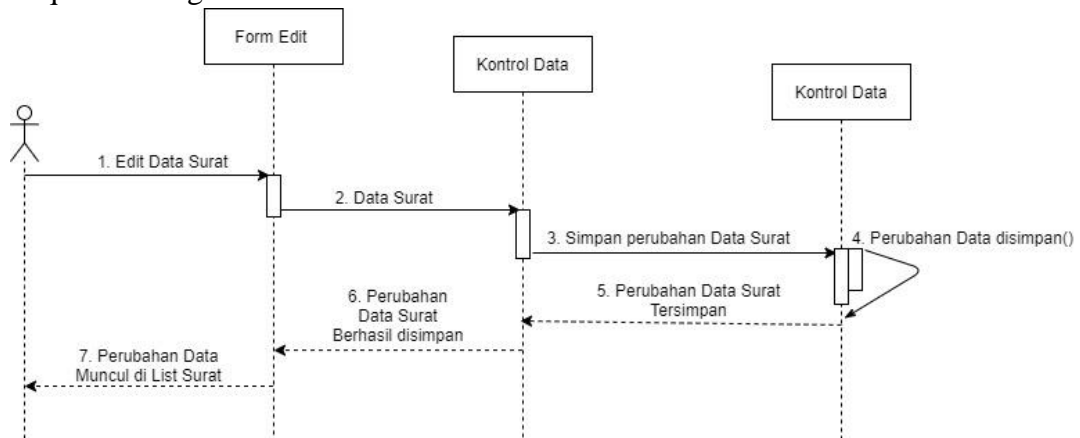 Form Edit
Kontrol Data
Kontrol Data
1. Edit Data Surat
2. Data Surat
3. Simpan perubahan Data Surat
4. Perubahan Data disimpan()
5. Perubahan Data Surat
Tersimpan
6. Perubahan
Data Surat
Berhasil disimpan
7. Perubahan Data
Muncul di List Surat